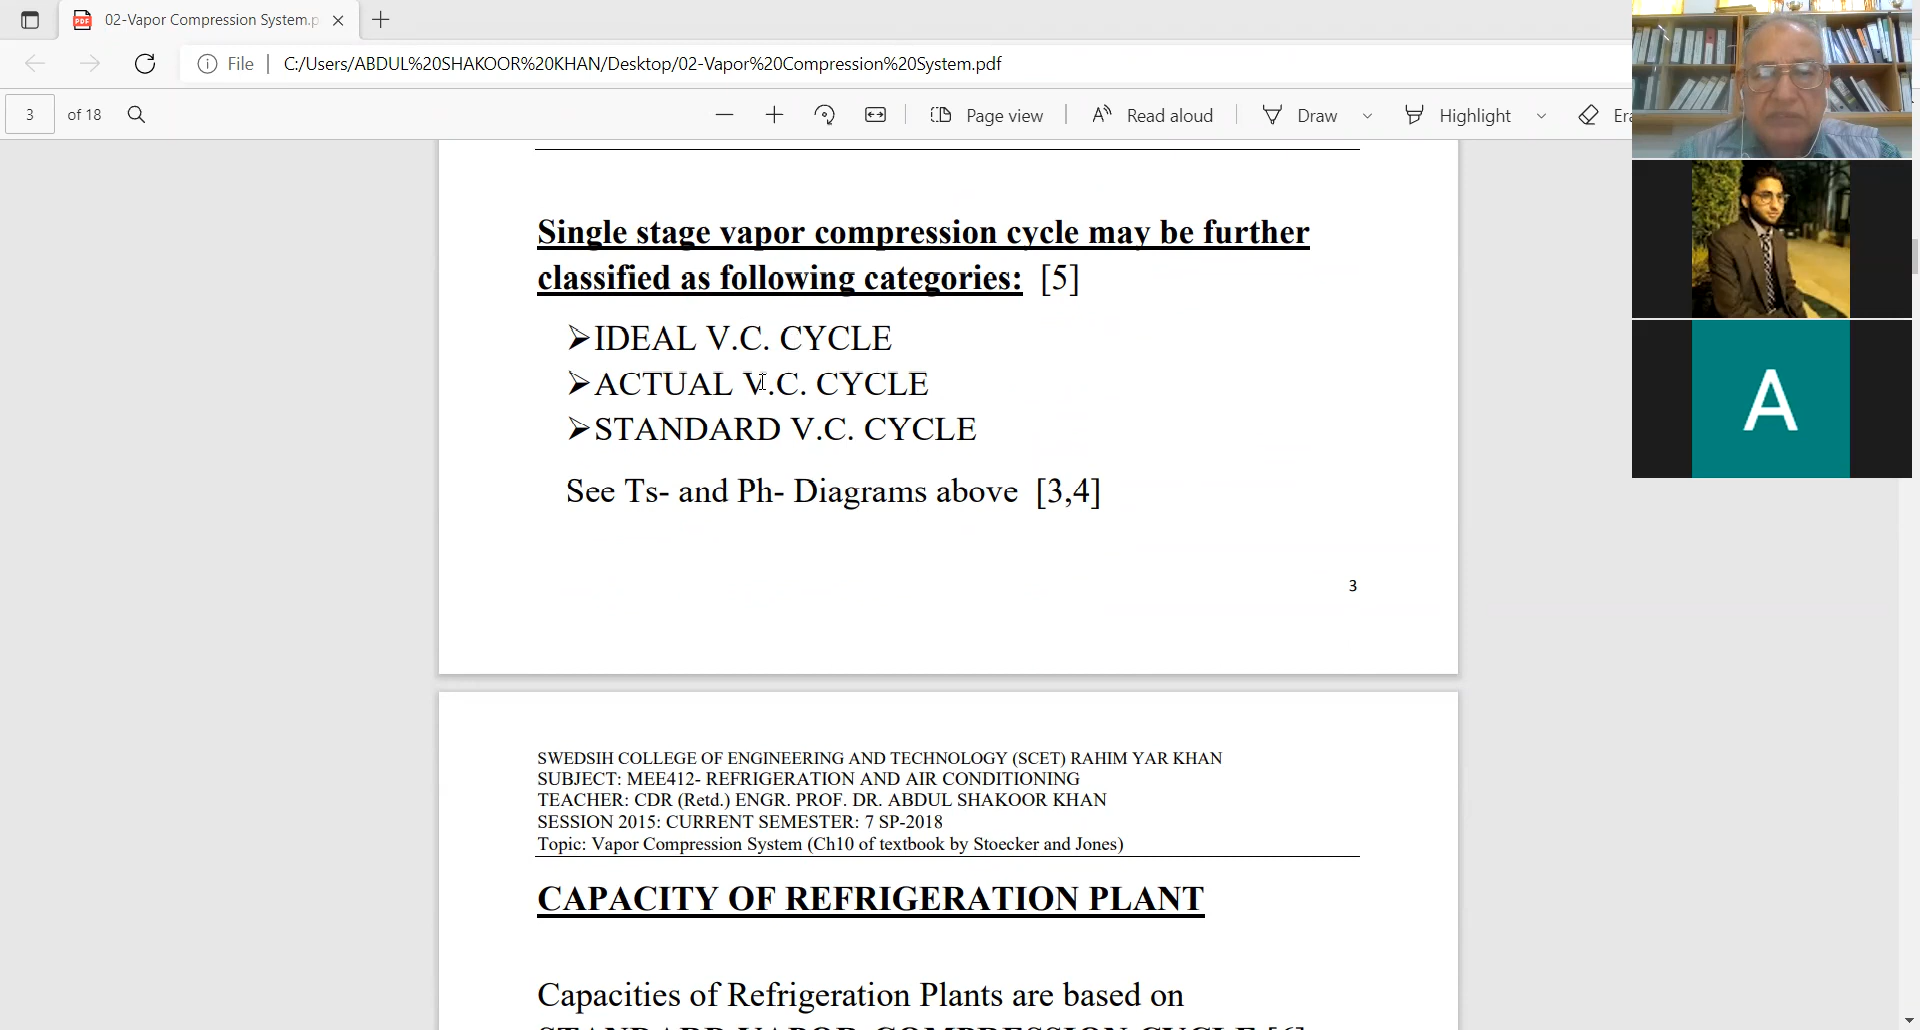 02-Vapor Compression System.p
File
C:/Users/ABDUL%20SHAKOOR%20KHAN/Desktop/02-Vapor%20Compression%20System.pdf
3 of 18
Page view
Read aloud
Draw
Highlight
Single stage vapor compression cycle may be further
classified as following categories: [5]
➢IDEAL V.C. CYCLE
➢ACTUAL V.C. CYCLE
➢STANDARD V.C. CYCLE
See Ts- and Ph- Diagrams above [3,4]
3
SWEDSIH COLLEGE OF ENGINEERING AND TECHNOLOGY (SCET) RAHIM YAR KHAN
SUBJECT: MEE412- REFRIGERATION AND AIR CONDITIONING
TEACHER: CDR (Retd.) ENGR. PROF. DR. ABDUL SHAKOOR KHAN
SESSION 2015: CURRENT SEMESTER: 7 SP-2018
Topic: Vapor Compression System (Ch10 of textbook by Stoecker and Jones)
CAPACITY OF REFRIGERATION PLANT
Capacities of Refrigeration Plants are based on
STANDARD VAPOR COMPRESSION CYCLE [6]
A